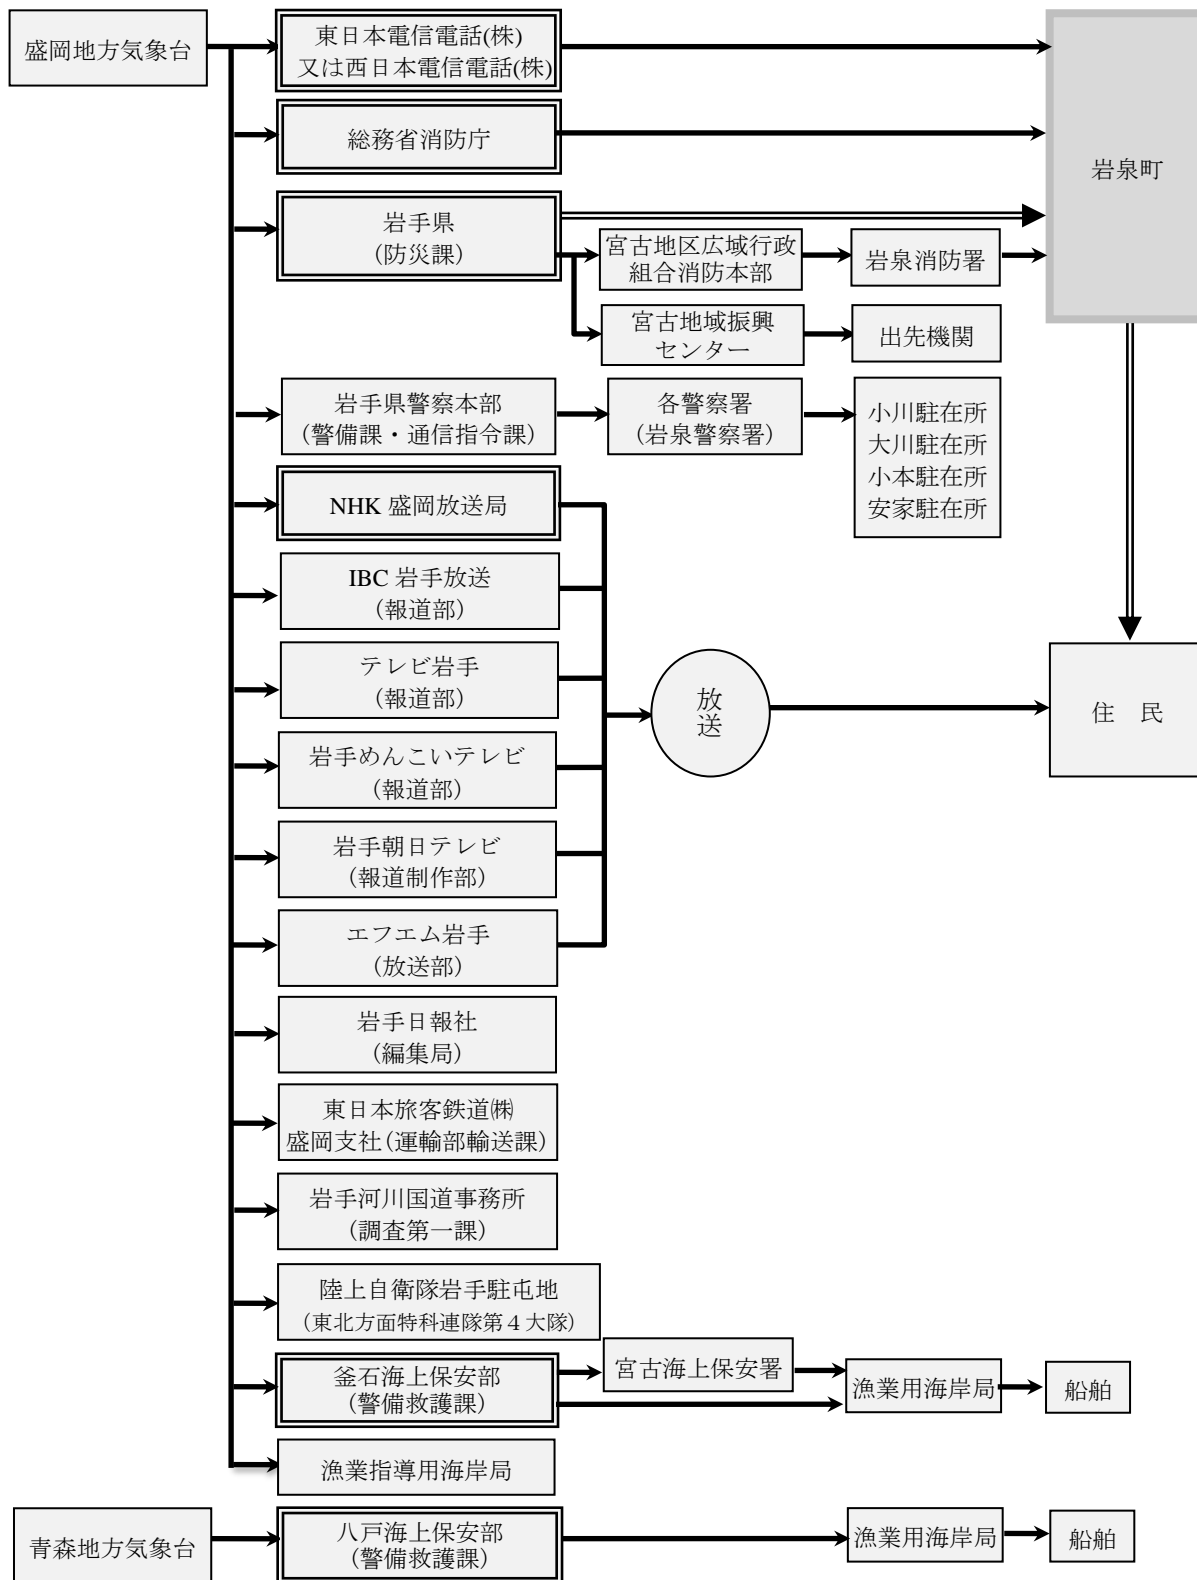 盛岡地方気象台
東日本電信電話(株)
又は西日本電信電話(株)
総務省消防庁
岩泉町
岩手県
(防災課)
宮古地区広域行政
組合消防本部
岩泉消防署
宮古地域振興
センター
出先機関
岩手県警察本部
(警備課・通信指令課)
各警察署
(岩泉警察署)
小川駐在所
大川駐在所
小本駐在所
安家駐在所
NHK 盛岡放送局
IBC 岩手放送
(報道部)
テレビ岩手
(報道部)
放
送
住　民
岩手めんこいテレビ
(報道部)
岩手朝日テレビ
(報道制作部)
エフエム岩手
(放送部)
岩手日報社
(編集局)
東日本旅客鉄道㈱
盛岡支社(運輸部輸送課)
岩手河川国道事務所
(調査第一課)
陸上自衛隊岩手駐屯地
(東北方面特科連隊第４大隊)
釜石海上保安部
(警備救護課)
宮古海上保安署
漁業用海岸局
船舶
漁業指導用海岸局
青森地方気象台
八戸海上保安部
(警備救護課)
漁業用海岸局
船舶